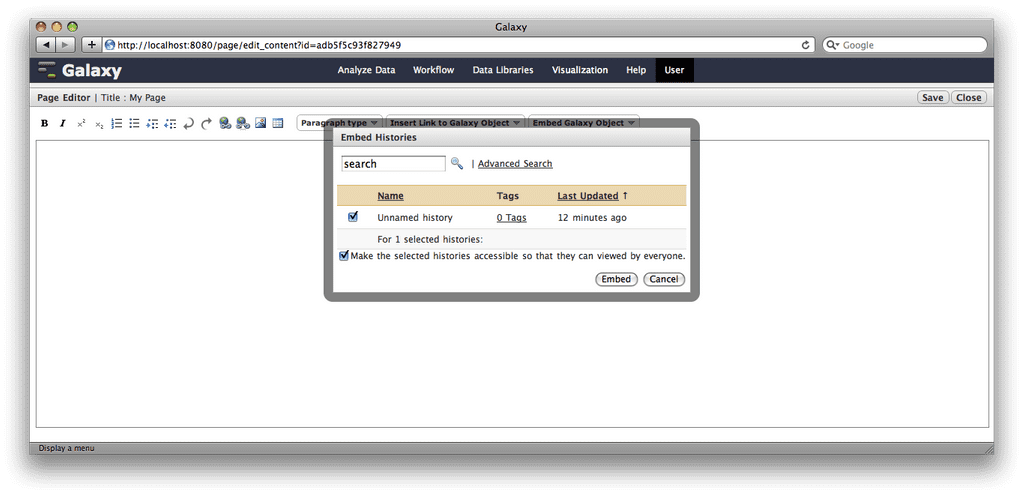 Galaxy
http://localhost:8080/page/edit_content?id=adb5f5c93f827949
Google
Galaxy
Analyze Data Workflow Data Libraries Visualization Help User
Page Editor | Title : My Page
Save Close
B I x² x₂ Paragraph type Insert Link to Galaxy Object Embed Galaxy Object
Embed Histories
search | Advanced Search
Name Tags Last Updated ↑
Unnamed history 0 Tags 12 minutes ago
For 1 selected histories:
Make the selected histories accessible so that they can viewed by everyone.
Embed Cancel
Display a menu